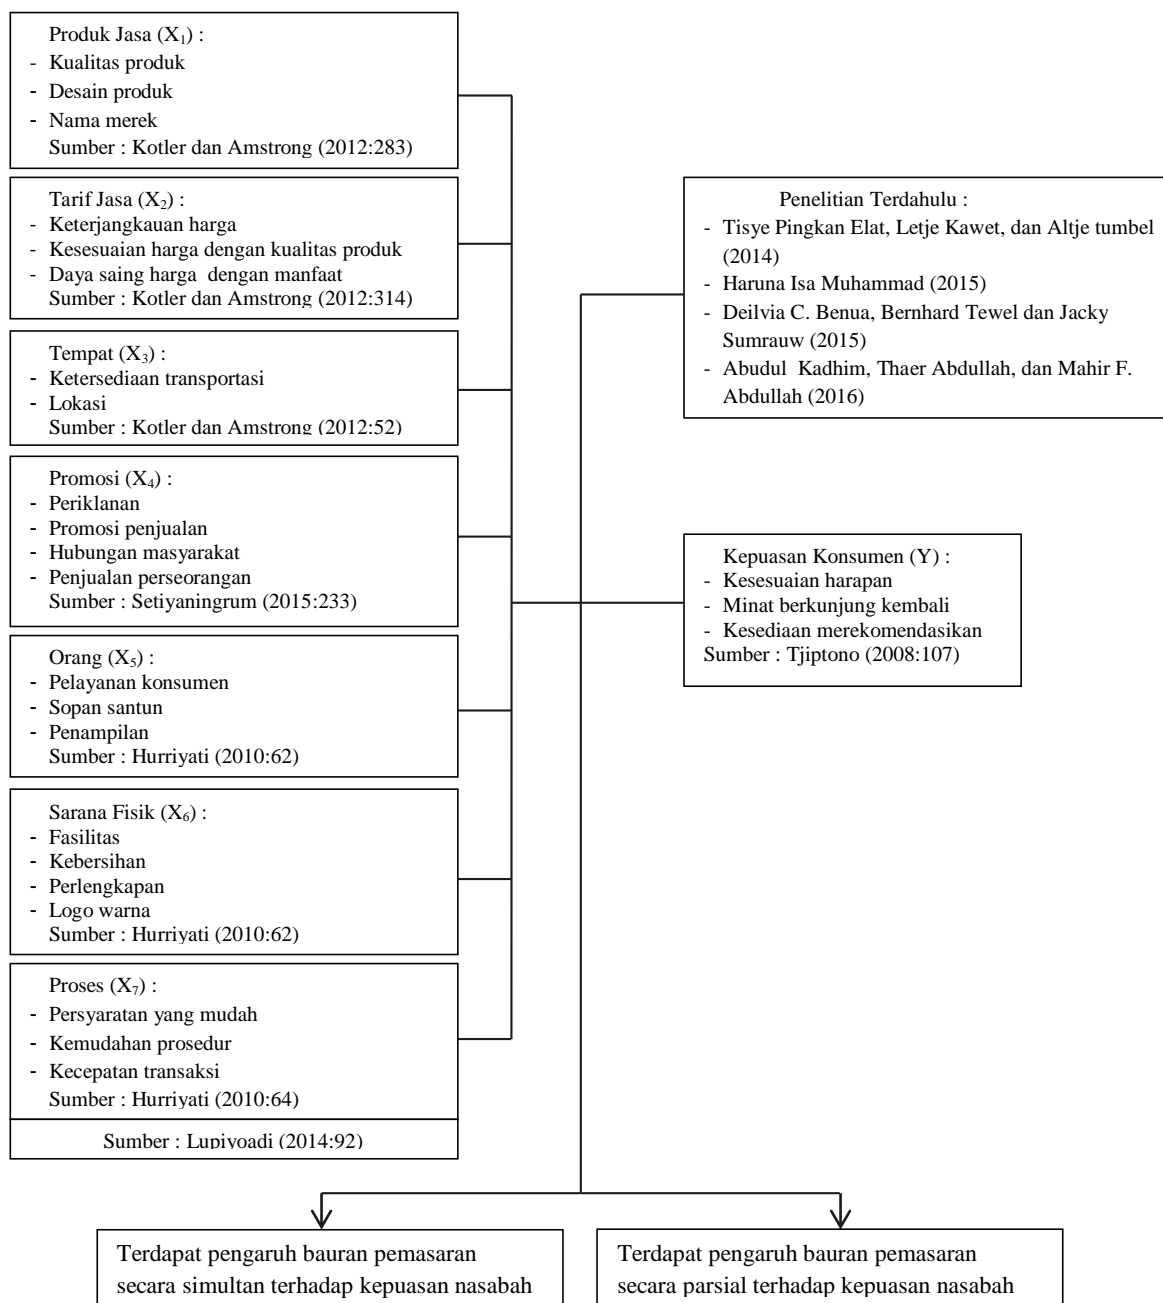 Produk Jasa (X₁) :
- Kualitas produk
- Desain produk
- Nama merek
Sumber : Kotler dan Amstrong (2012:283)
Tarif Jasa (X₂) :
- Keterjangkauan harga
- Kesesuaian harga dengan kualitas produk
- Daya saing harga dengan manfaat
Sumber : Kotler dan Amstrong (2012:314)
Tempat (X₃) :
- Ketersediaan transportasi
- Lokasi
Sumber : Kotler dan Amstrong (2012:52)
Promosi (X₄) :
- Periklanan
- Promosi penjualan
- Hubungan masyarakat
- Penjualan perseorangan
Sumber : Setiyaningrum (2015:233)
Orang (X₅) :
- Pelayanan konsumen
- Sopan santun
- Penampilan
Sumber : Hurriyati (2010:62)
Sarana Fisik (X₆) :
- Fasilitas
- Kebersihan
- Perlengkapan
- Logo warna
Sumber : Hurriyati (2010:62)
Proses (X₇) :
- Persyaratan yang mudah
- Kemudahan prosedur
- Kecepatan transaksi
Sumber : Hurriyati (2010:64)
Sumber : Lupiyoadi (2014:92)
Penelitian Terdahulu :
- Tisye Pingkan Elat, Letje Kawet, dan Altje tumbel
(2014)
- Haruna Isa Muhammad (2015)
- Deilvia C. Benua, Bernhard Tewel dan Jacky
Sumrauw (2015)
- Abudul Kadhim, Thaer Abdullah, dan Mahir F.
Abdullah (2016)
Kepuasan Konsumen (Y) :
- Kesesuaian harapan
- Minat berkunjung kembali
- Kesediaan merekomendasikan
Sumber : Tjiptono (2008:107)
Terdapat pengaruh bauran pemasaran
secara simultan terhadap kepuasan nasabah
Terdapat pengaruh bauran pemasaran
secara parsial terhadap kepuasan nasabah